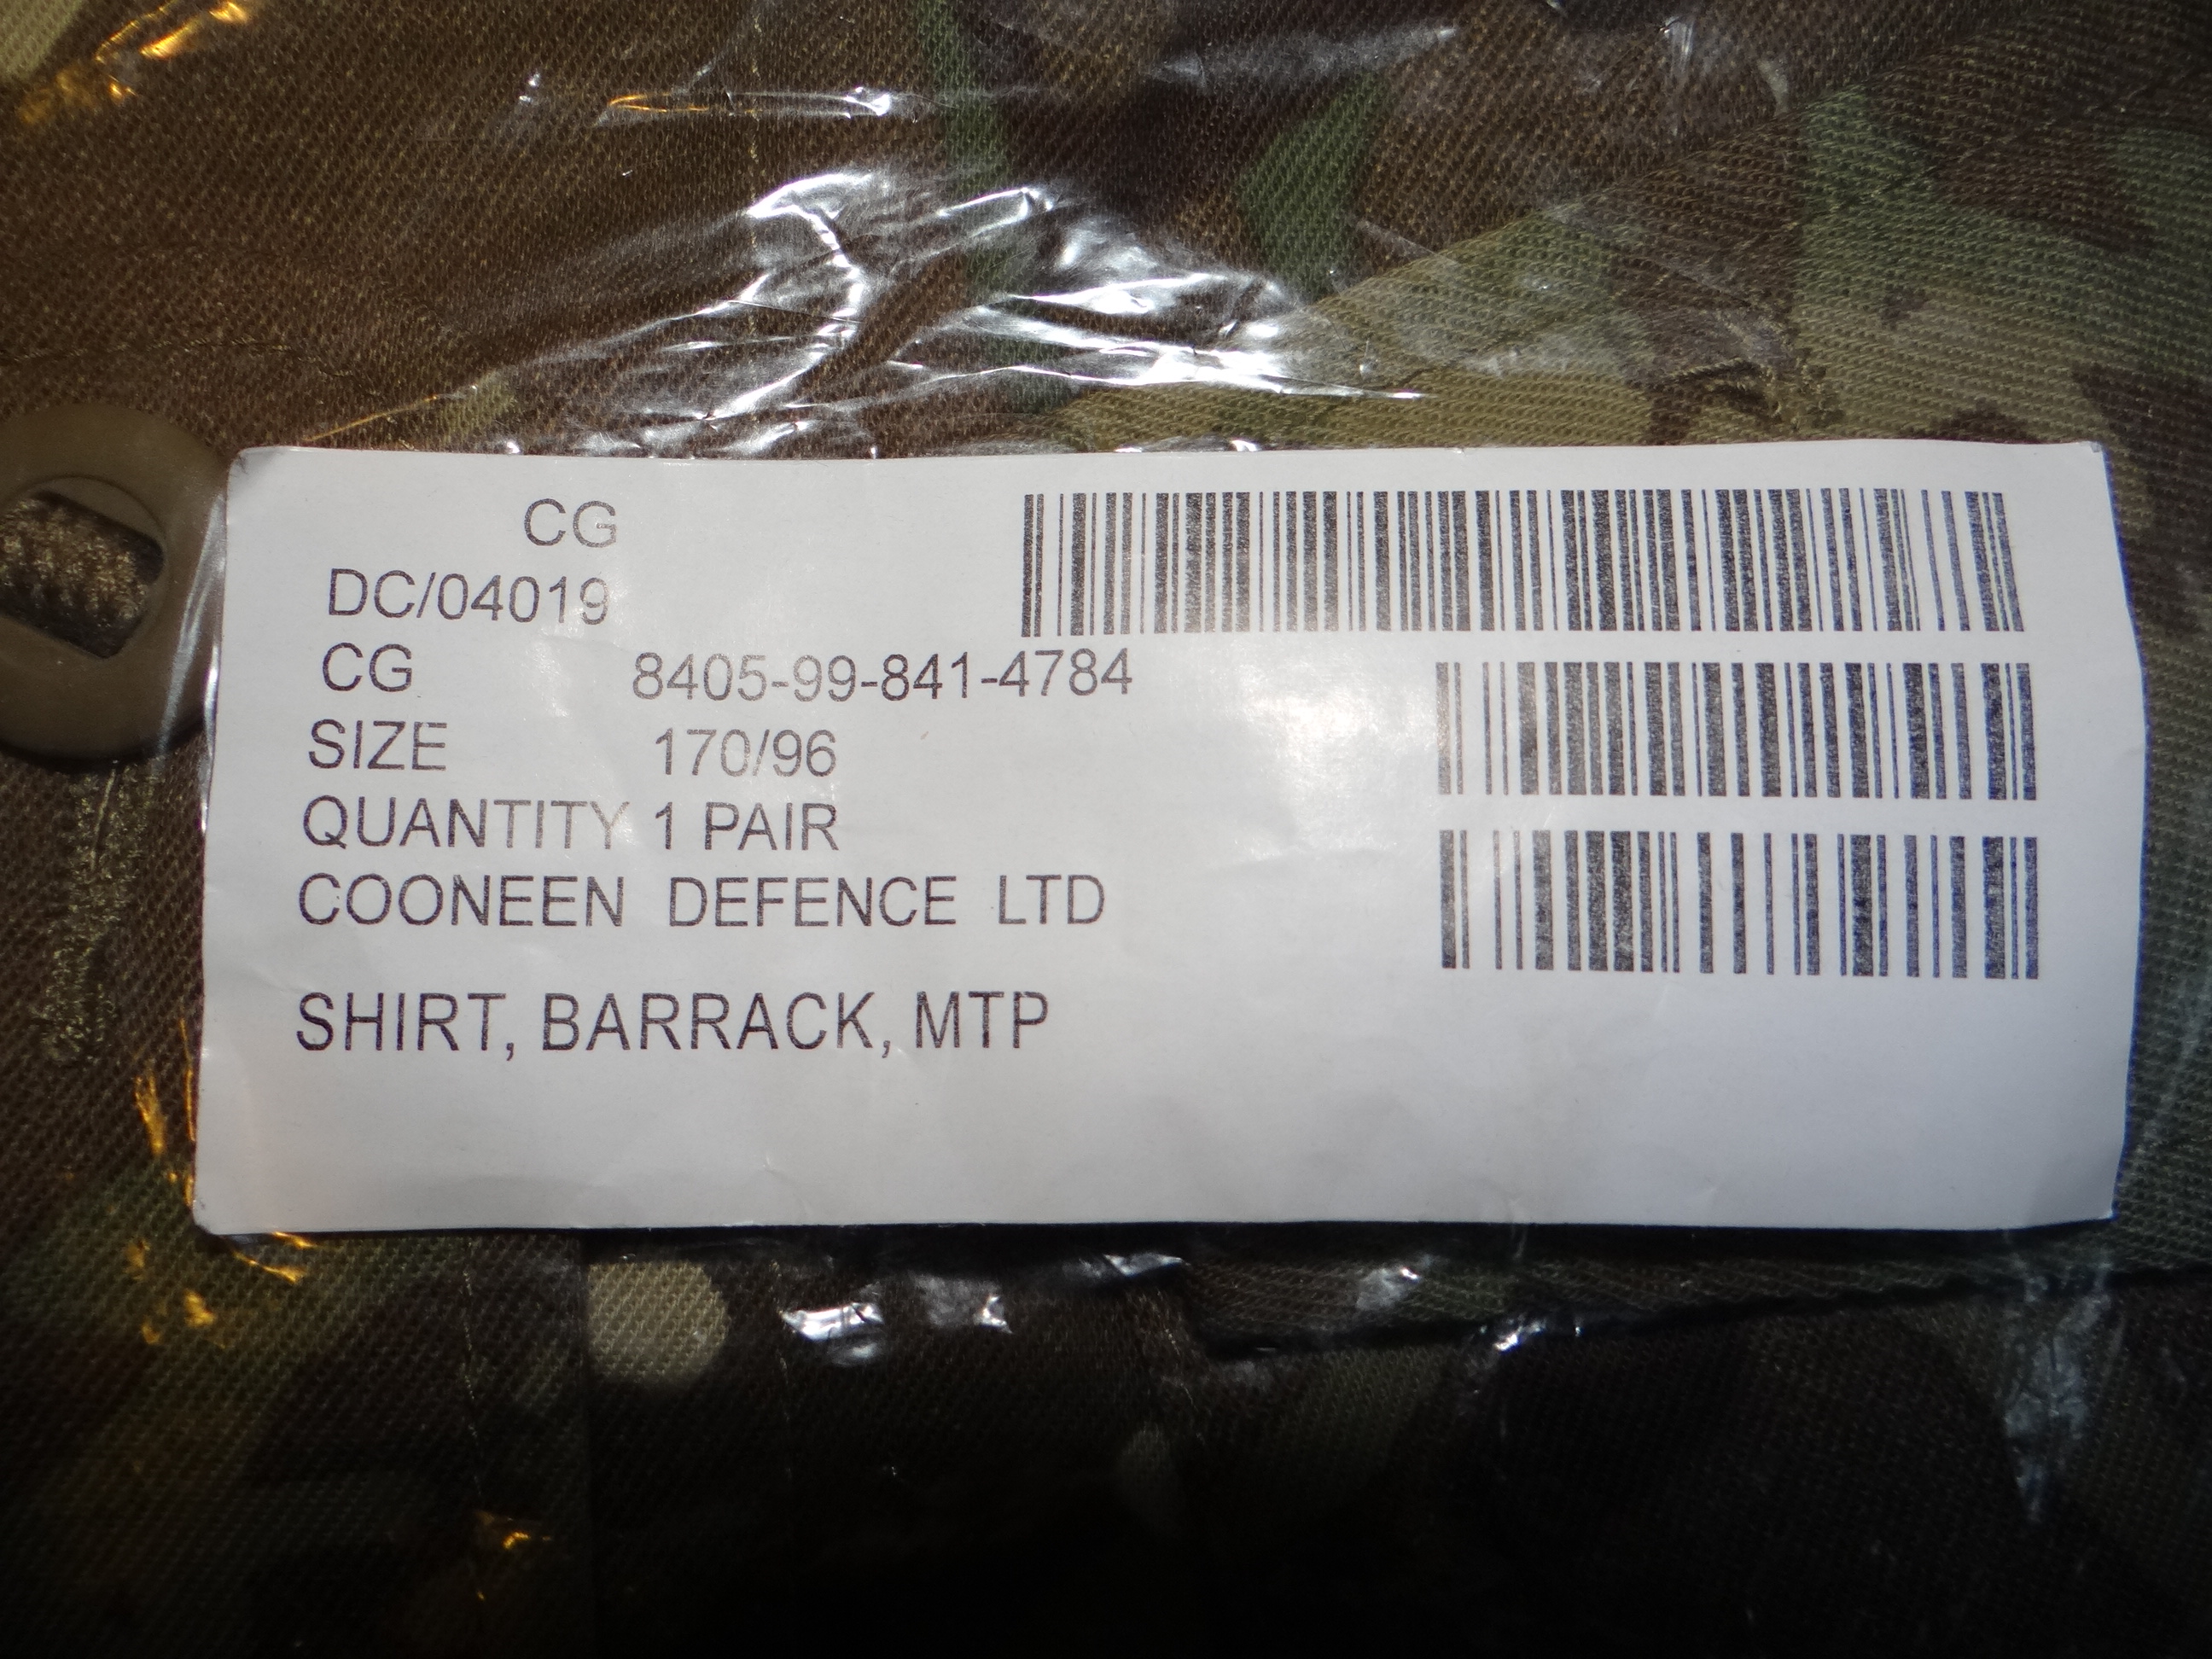 CG
DC/04019
CG 8405-99-841-4784
SIZE 170/96
QUANTITY 1 PAIR
COONEEN DEFENCE LTD
SHIRT, BARRACK, MTP